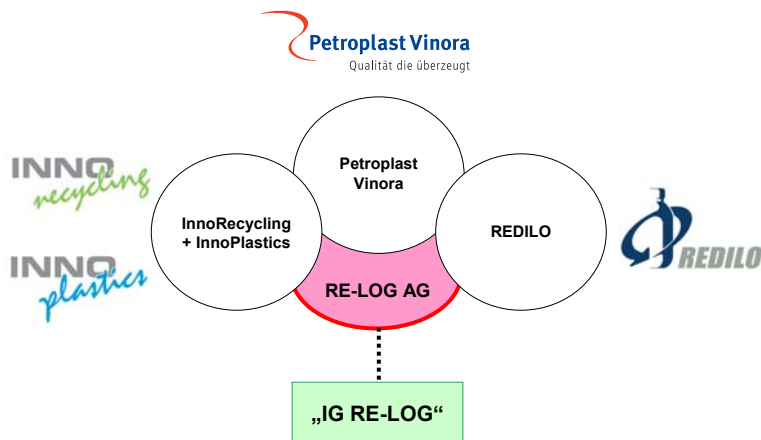 Petroplast Vinora
Qualität die überzeugt
INNO
recycling
Petroplast
Vinora
InnoRecycling
+ InnoPlastics
REDILO
REDILO
INNO
plastics
RE-LOG AG
„IG RE-LOG“